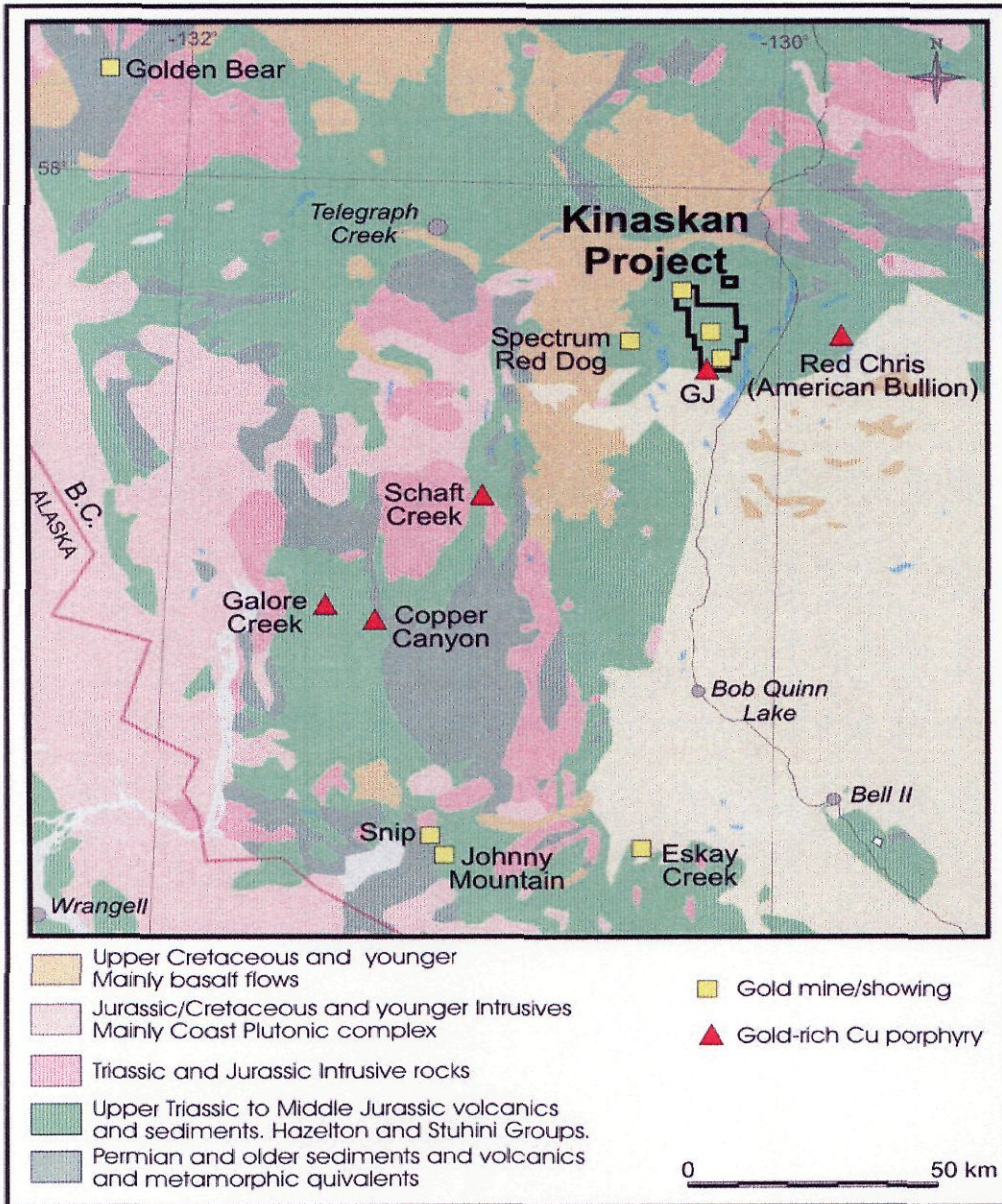 -132
-130
N
Golden Bear
58°
Telegraph
Creek
Kinaskan
Project
Spectrum
Red Dog
GJ
Red Chris
(American Bullion)
B.C.
ALASKA
Schaft
Creek
Galore
Creek
Copper
Canyon
Bob Quinn
Lake
Bell II
Snip
Johnny
Mountain
Eskay
Creek
Wrangell
Upper Cretaceous and younger
Mainly basalf flows
Jurassic/Cretaceous and younger Intrusives
Mainly Coast Plutonic complex
Triassic and Jurassic Intrusive rocks
Upper Triassic to Middle Jurassic volcanics
and sediments. Hazelton and Stuhini Groups.
Permian and older sediments and volcanics
and metamorphic quivalents
Gold mine/showing
Gold-rich Cu porphyry
0 50 km